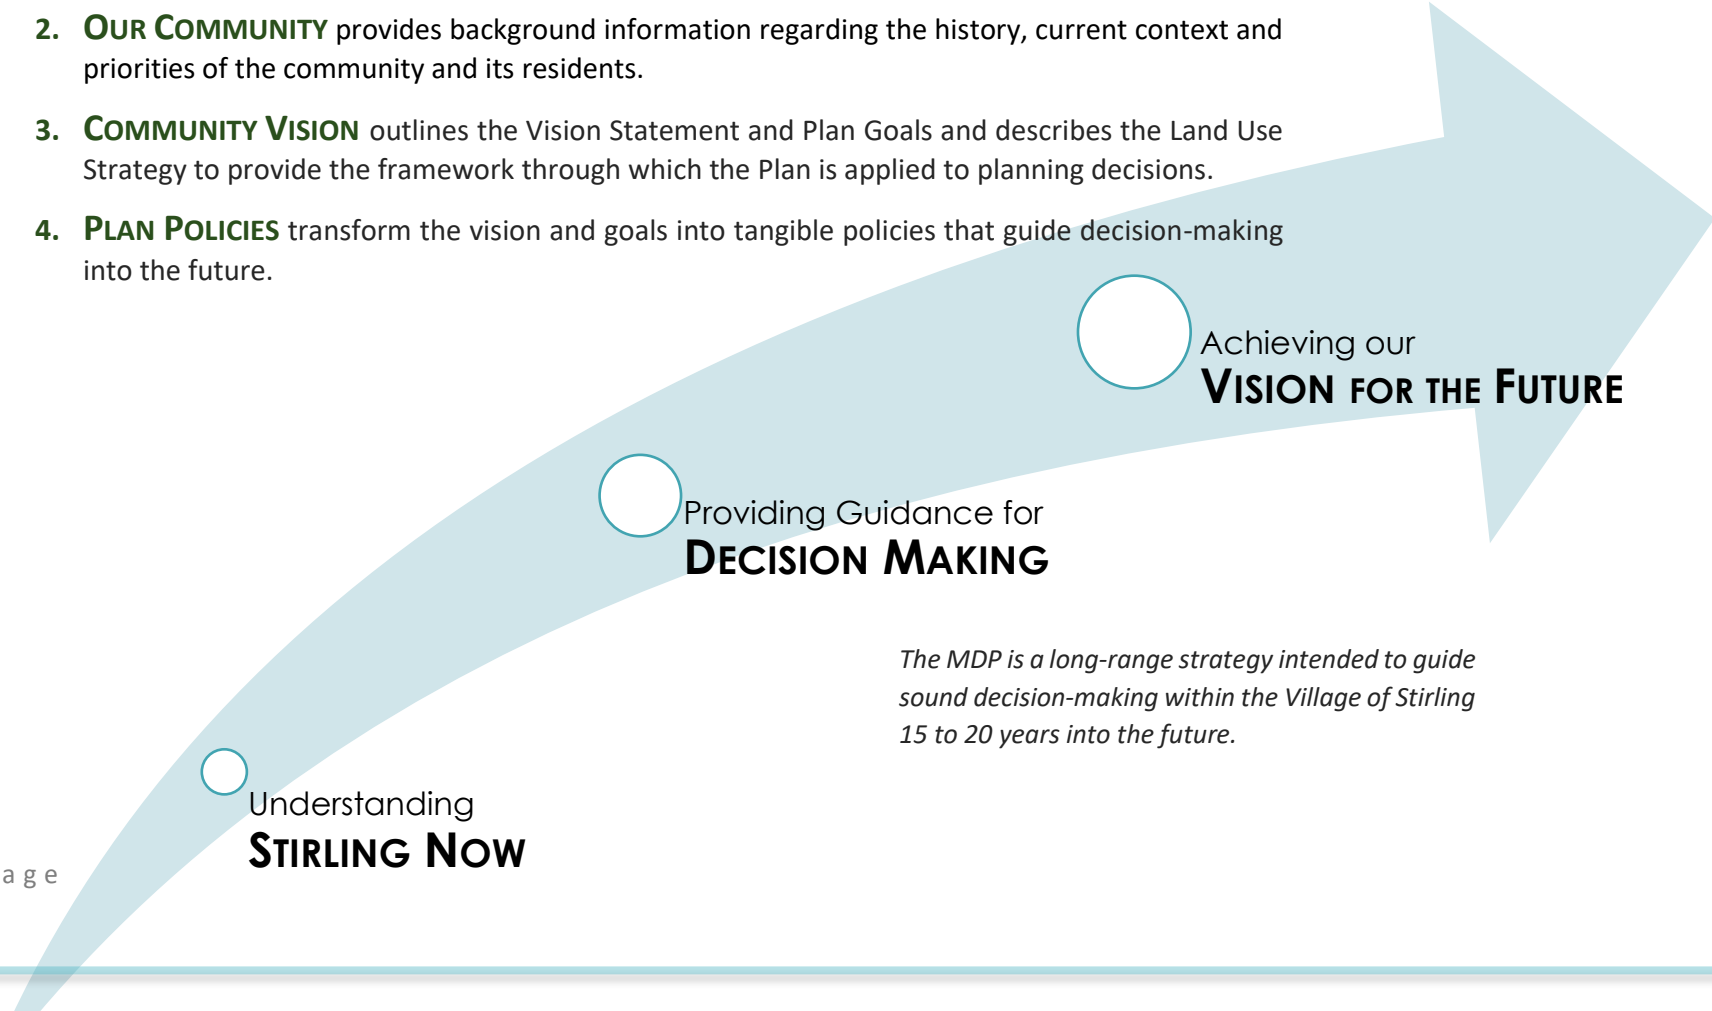 2. OUR COMMUNITY provides background information regarding the history, current context and
priorities of the community and its residents.
3. COMMUNITY VISION outlines the Vision Statement and Plan Goals and describes the Land Use
Strategy to provide the framework through which the Plan is applied to planning decisions.
4. PLAN POLICIES transform the vision and goals into tangible policies that guide decision-making
into the future.
Achieving our
VISION FOR THE FUTURE
Providing Guidance for
DECISION MAKING
The MDP is a long-range strategy intended to guide
sound decision-making within the Village of Stirling
15 to 20 years into the future.
Understanding
STIRLING NOW
a g e